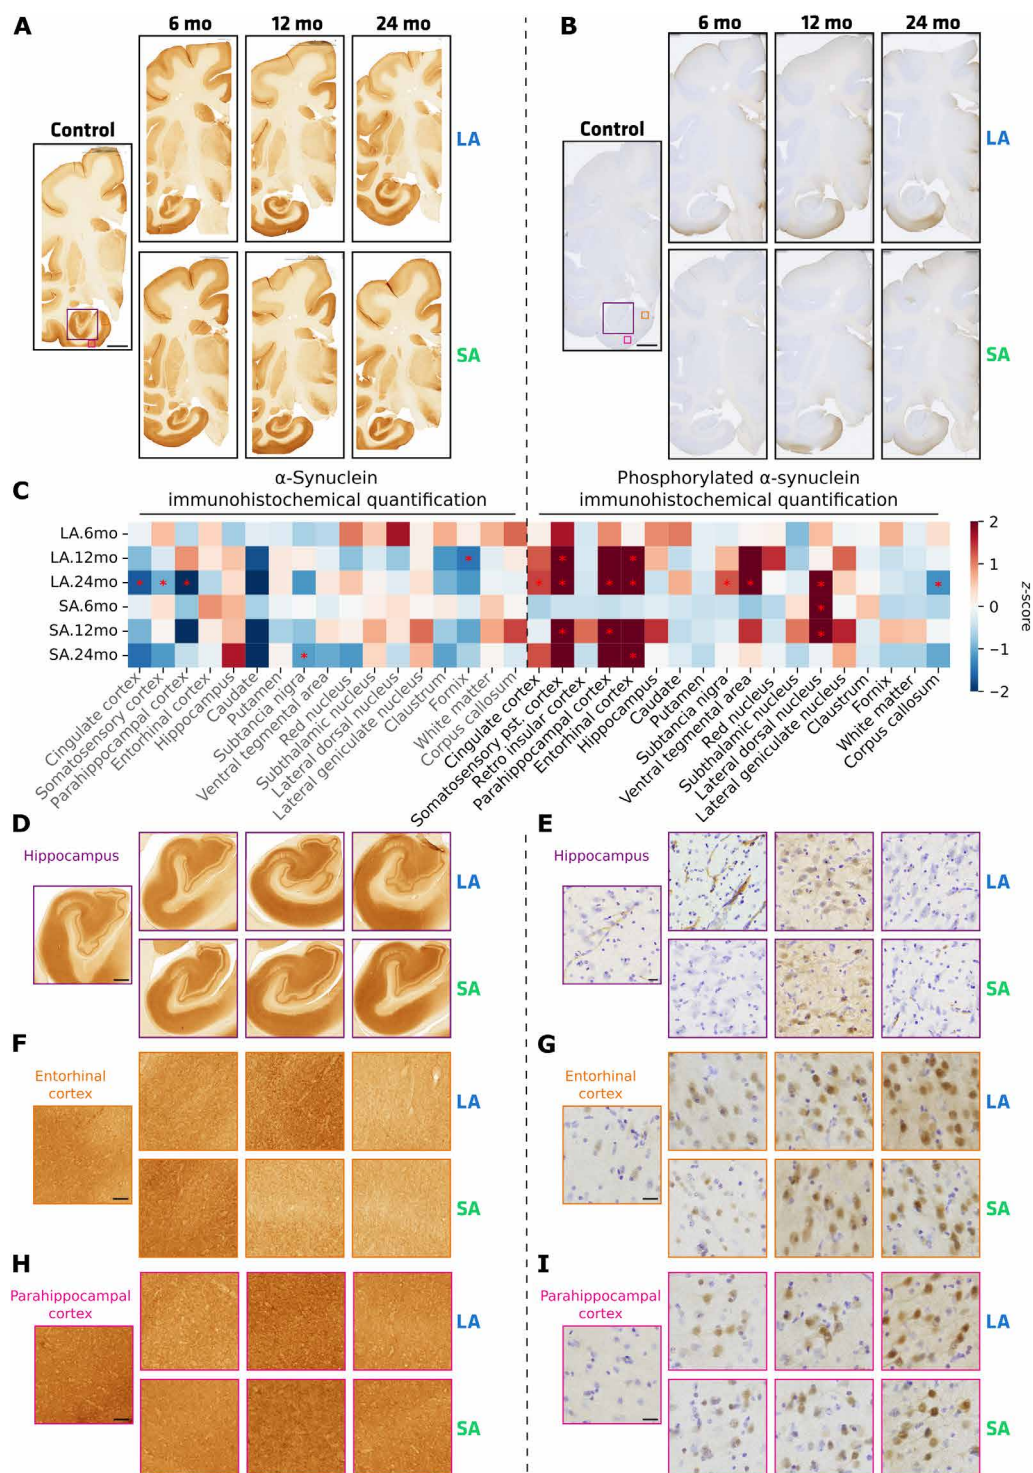 A
6 mo
12 mo
24 mo
Control
LA
SA
B
6 mo
12 mo
24 mo
Control
LA
SA
C
α-Synuclein
immunohistochemical quantification
Phosphorylated α-synuclein
immunohistochemical quantification
LA.6mo
LA.12mo
LA.24mo
SA.6mo
SA.12mo
SA.24mo
2
1
0
−1
−2
z-score
Cingulate cortex
Somatosensory cortex
Parahippocampal cortex
Entorhinal cortex
Hippocampus
Caudate
Putamen
Subtancia nigra
Ventral tegmental area
Red nucleus
Subthalamic nucleus
Lateral dorsal nucleus
Lateral geniculate nucleus
Claustrum
Fornix
White matter
Corpus callosum
Cingulate cortex
Somatosensory pst. cortex
Retro insular cortex
Parahippocampal cortex
Entorhinal cortex
Hippocampus
Caudate
Putamen
Subtancia nigra
Ventral tegmental area
Red nucleus
Subthalamic nucleus
Lateral dorsal nucleus
Lateral geniculate nucleus
Claustrum
Fornix
White matter
Corpus callosum
D
Hippocampus
LA
SA
E
Hippocampus
LA
SA
F
Entorhinal
cortex
LA
SA
G
Entorhinal
cortex
LA
SA
H
Parahippocampal
cortex
LA
SA
I
Parahippocampal
cortex
LA
SA